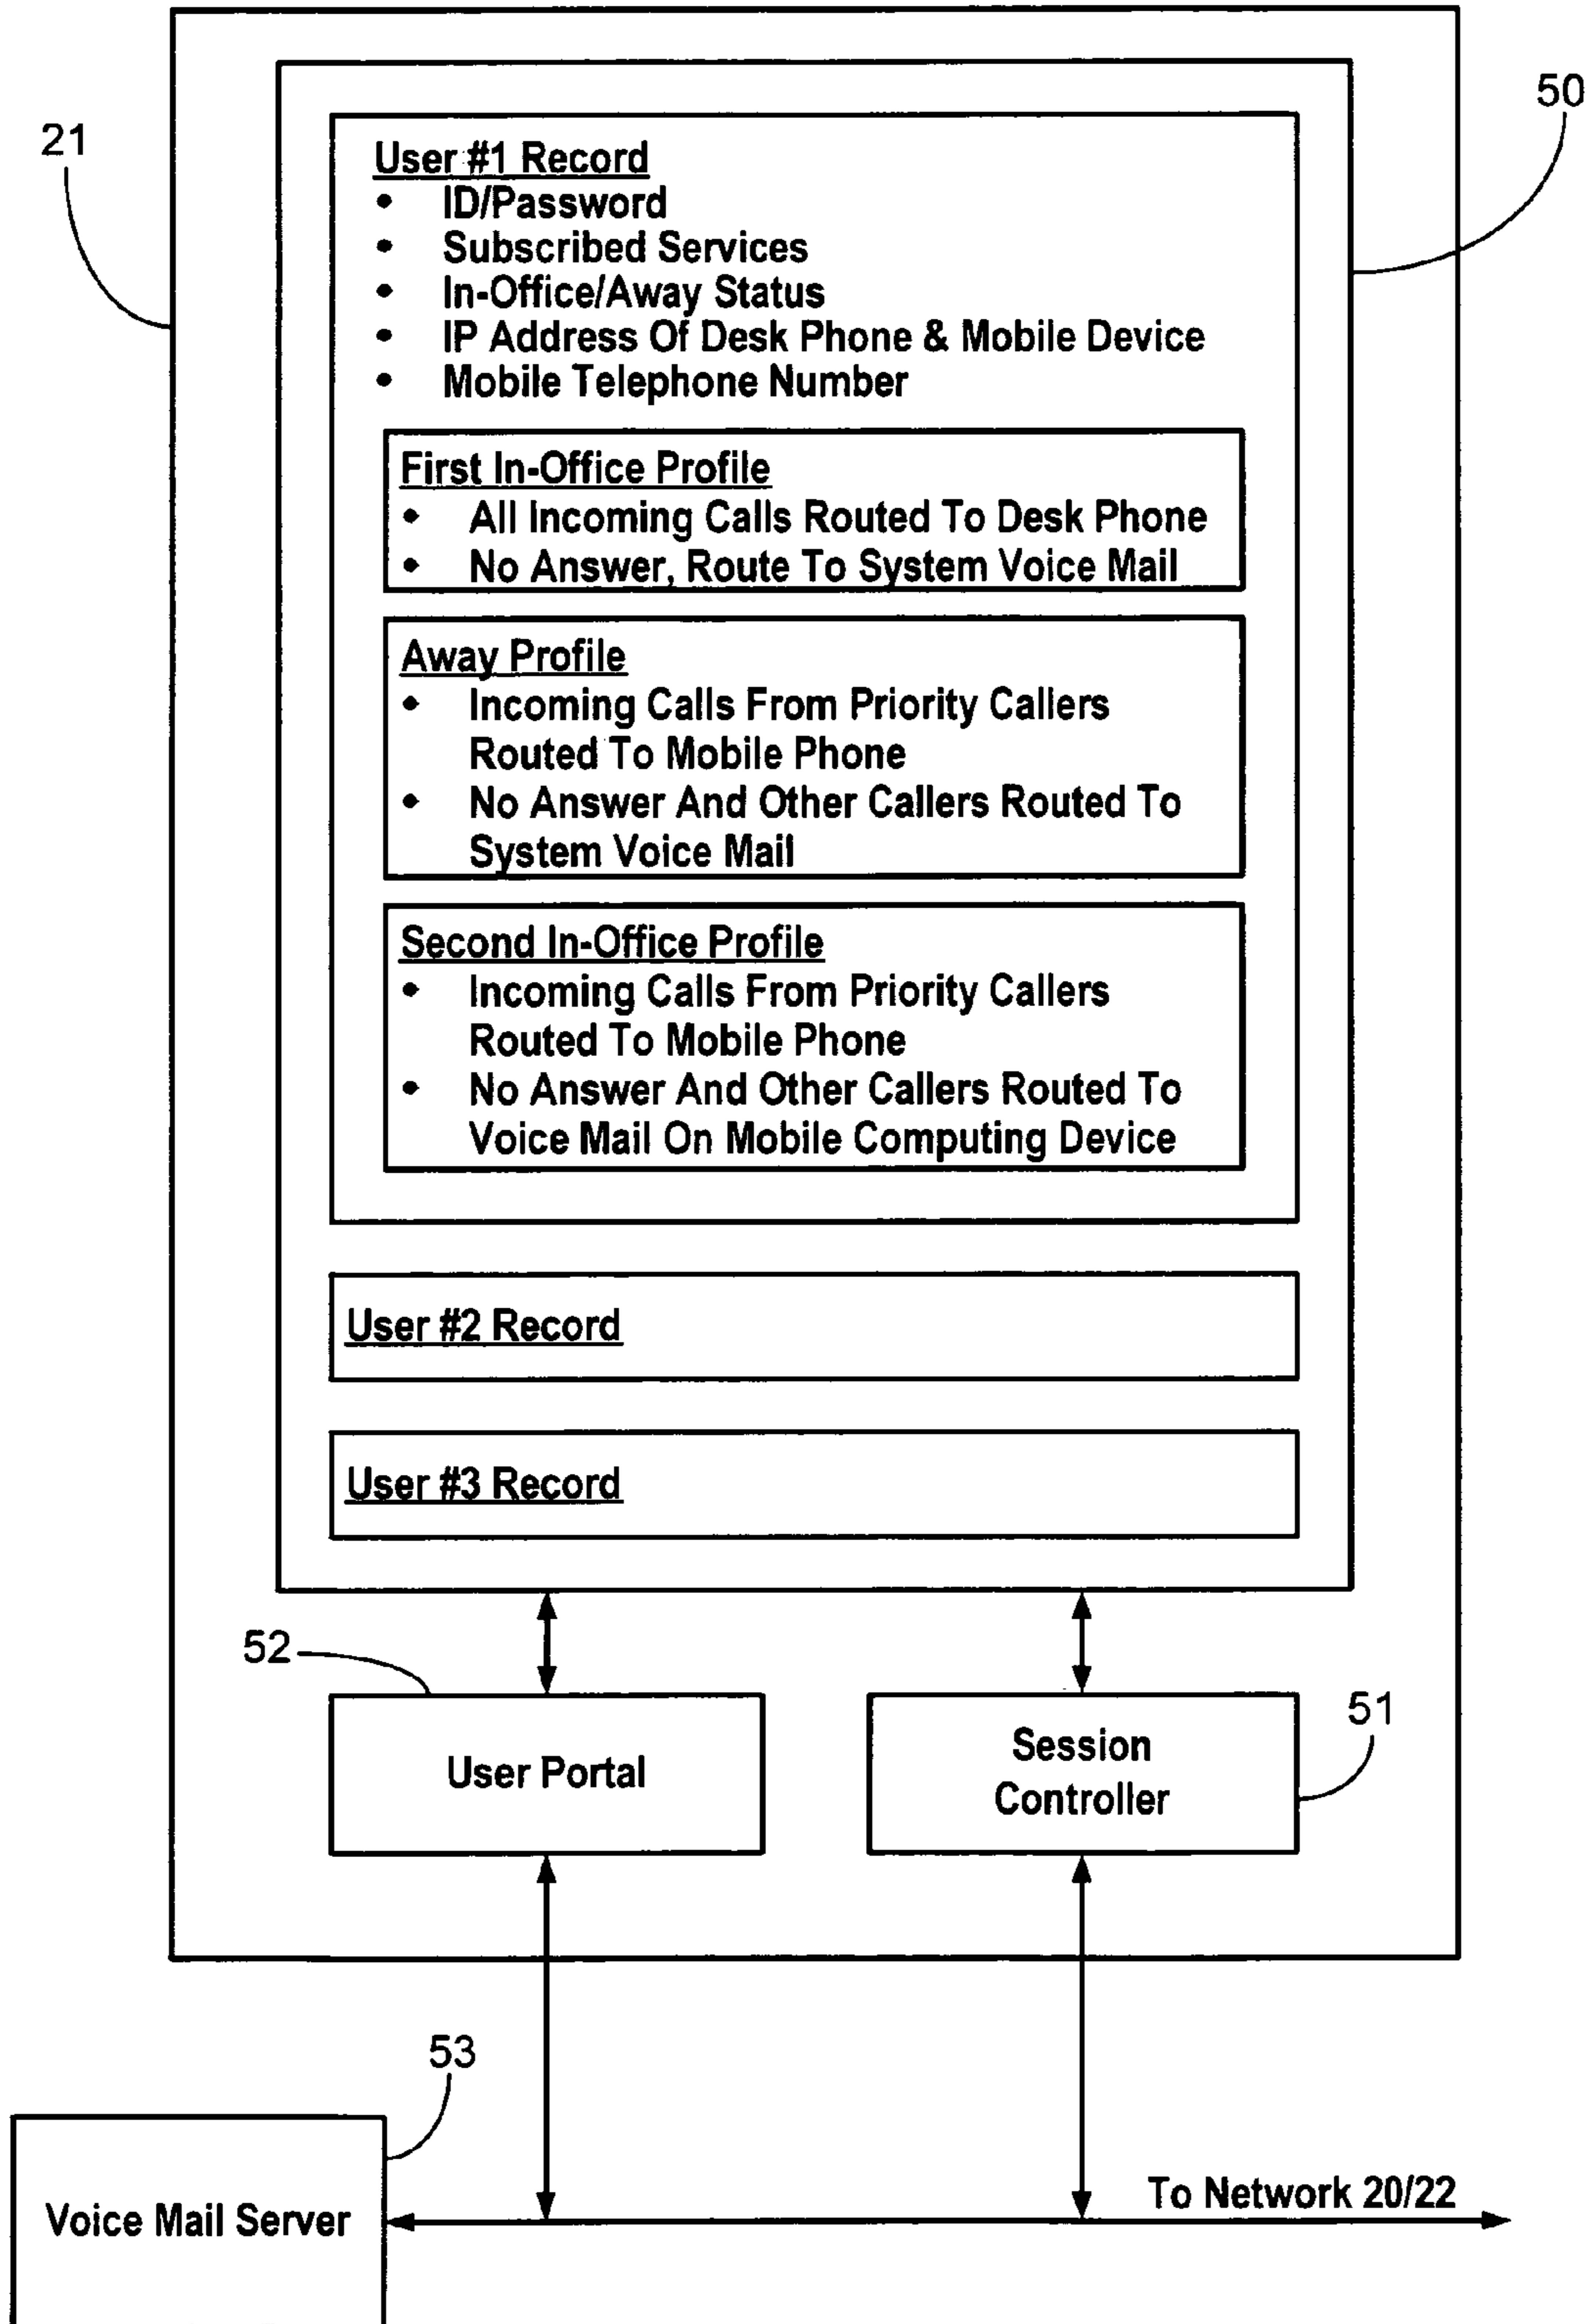 50
21
User #1 Record
• ID/Password
• Subscribed Services
• In-Office/Away Status
• IP Address Of Desk Phone & Mobile Device
• Mobile Telephone Number
First In-Office Profile
• All Incoming Calls Routed To Desk Phone
• No Answer, Route To System Voice Mail
Away Profile
• Incoming Calls From Priority Callers
Routed To Mobile Phone
• No Answer And Other Callers Routed To
System Voice Mail
Second In-Office Profile
• Incoming Calls From Priority Callers
Routed To Mobile Phone
• No Answer And Other Callers Routed To
Voice Mail On Mobile Computing Device
User #2 Record
User #3 Record
52
User Portal
51
Session
Controller
53
Voice Mail Server
To Network 20/22